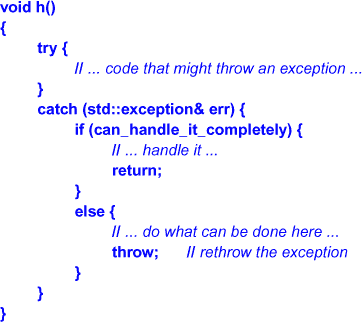 void h()
{
try {
// ... code that might throw an exception ...
}
catch (std::exception& err) {
if (can_handle_it_completely) {
// ... handle it ...
return;
}
else {
// ... do what can be done here ...
throw; // rethrow the exception
}
}
}